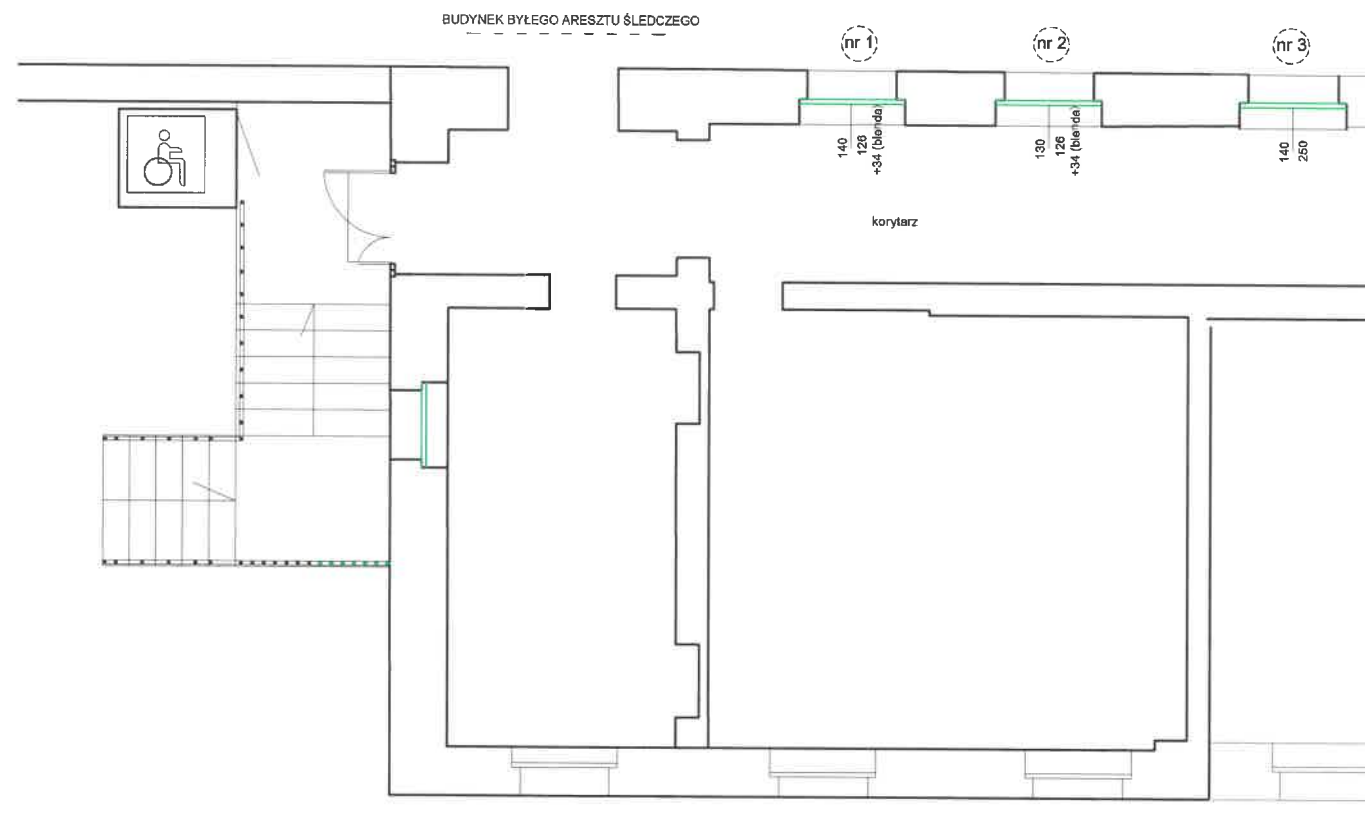 BUDYNEK BYŁEGO ARESZTU ŚLEDCZEGO
nr 1
nr 2
nr 3
140
126
+34 (blenda)
130
126
+34 (blenda)
140
250
korytarz